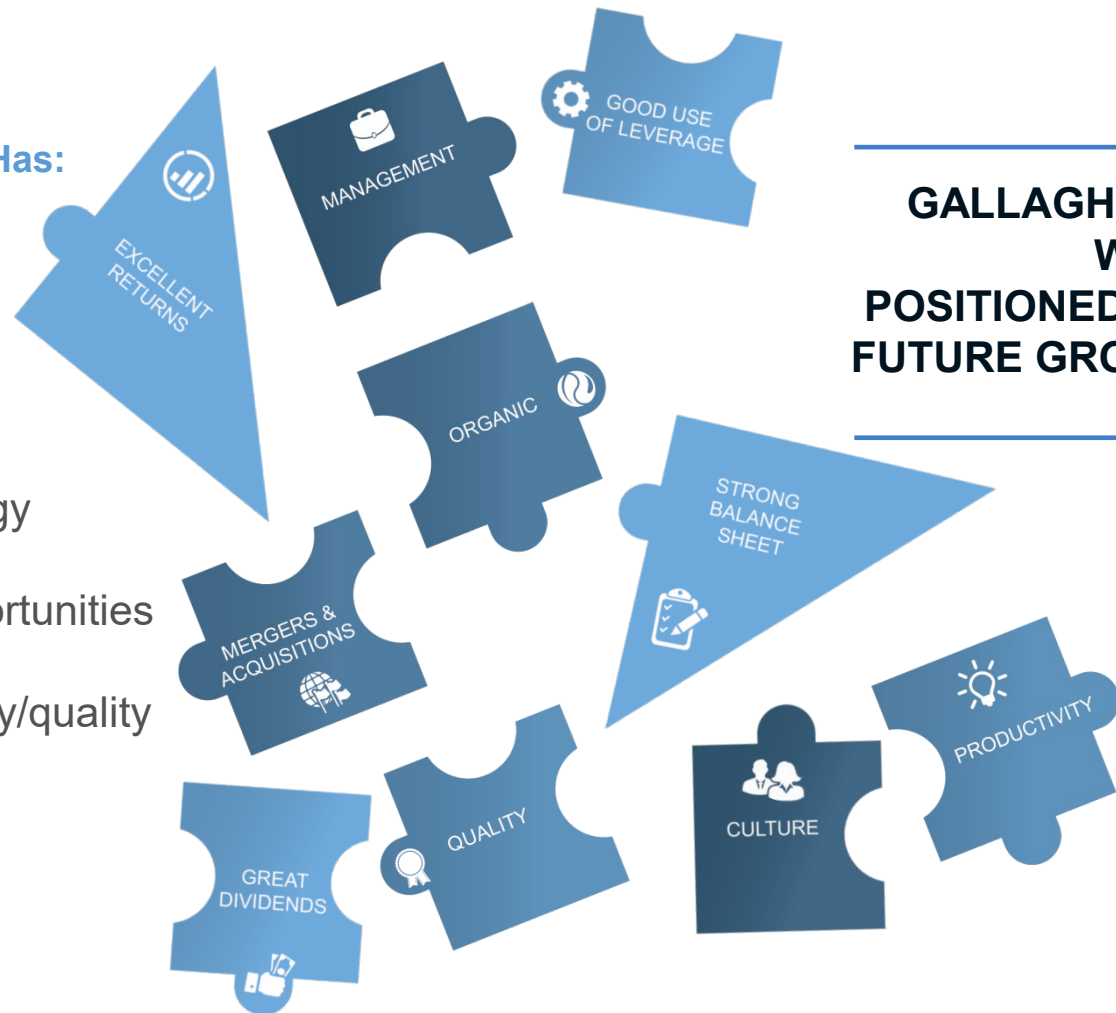 Has:
gy
ortunities
y/quality
EXCELLENT
RETURNS
MANAGEMENT
GOOD USE
OF LEVERAGE
ORGANIC
STRONG
BALANCE
SHEET
MERGERS &
ACQUISITIONS
PRODUCTIVITY
QUALITY
CULTURE
GREAT
DIVIDENDS
GALLAGH
W
POSITIONED
FUTURE GRO